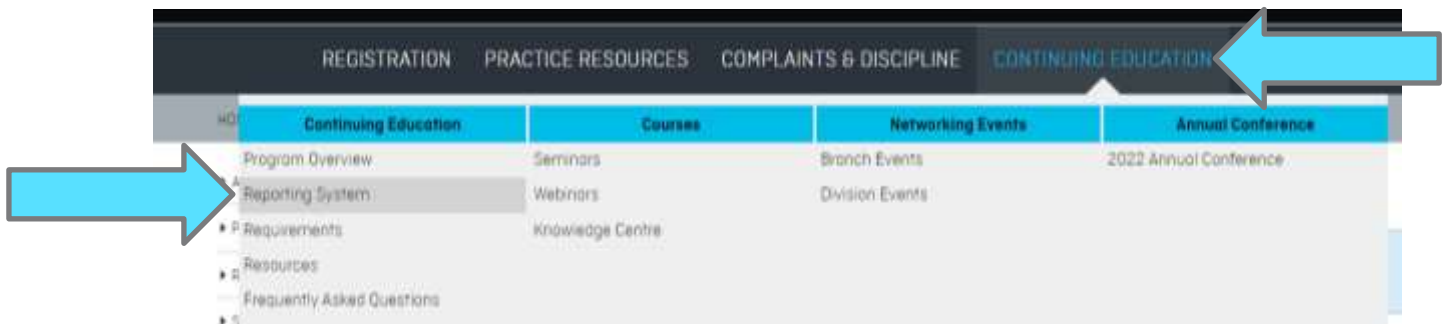 REGISTRATION PRACTICE RESOURCES COMPLAINTS & DISCIPLINE CONTINUING EDUCATION
HO
Continuing Education Courses Networking Events Annual Conference
Program Overview Seminars Branch Events 2022 Annual Conference
A
Reporting System Webinars Division Events
P Requirements Knowledge Centre
R Resources
Frequently Asked Questions
S